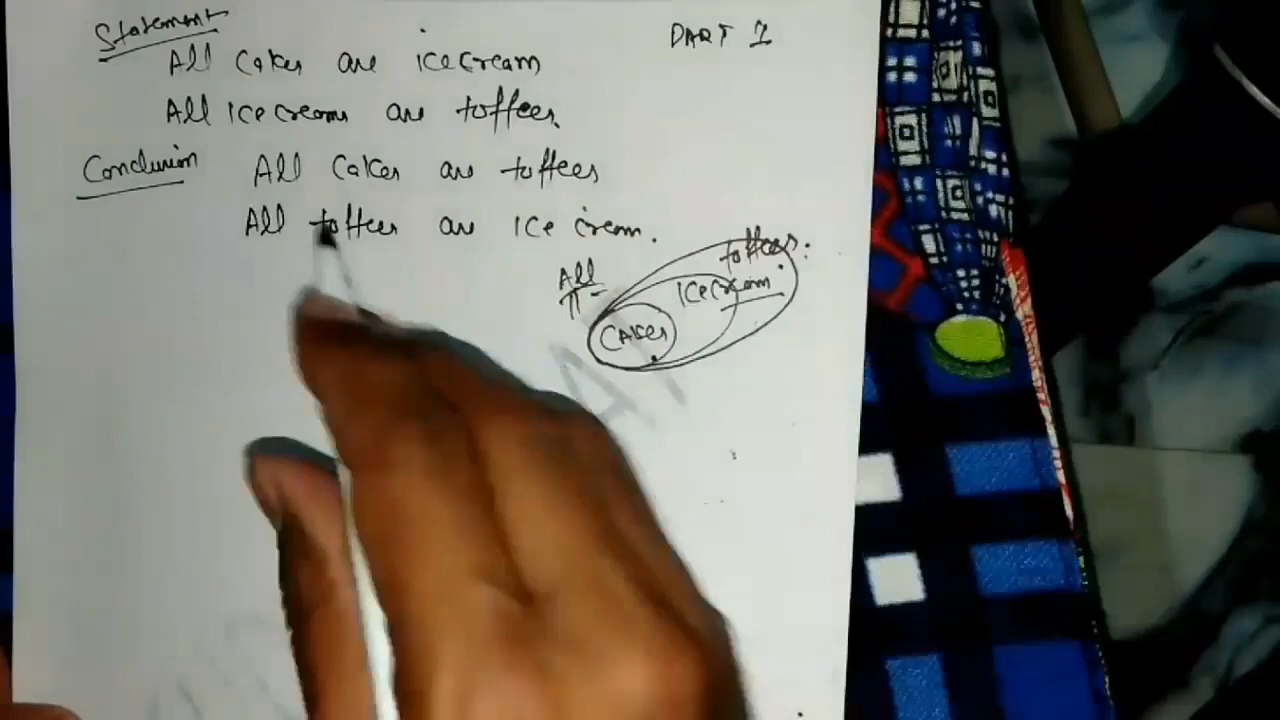 Statement
PART 1
All Cakes are icecream
All Icecreams are toffees.
Conclusion All Cakes are toffees
All toffees are Ice cream.
All
toffees.
Icecream
Cakes